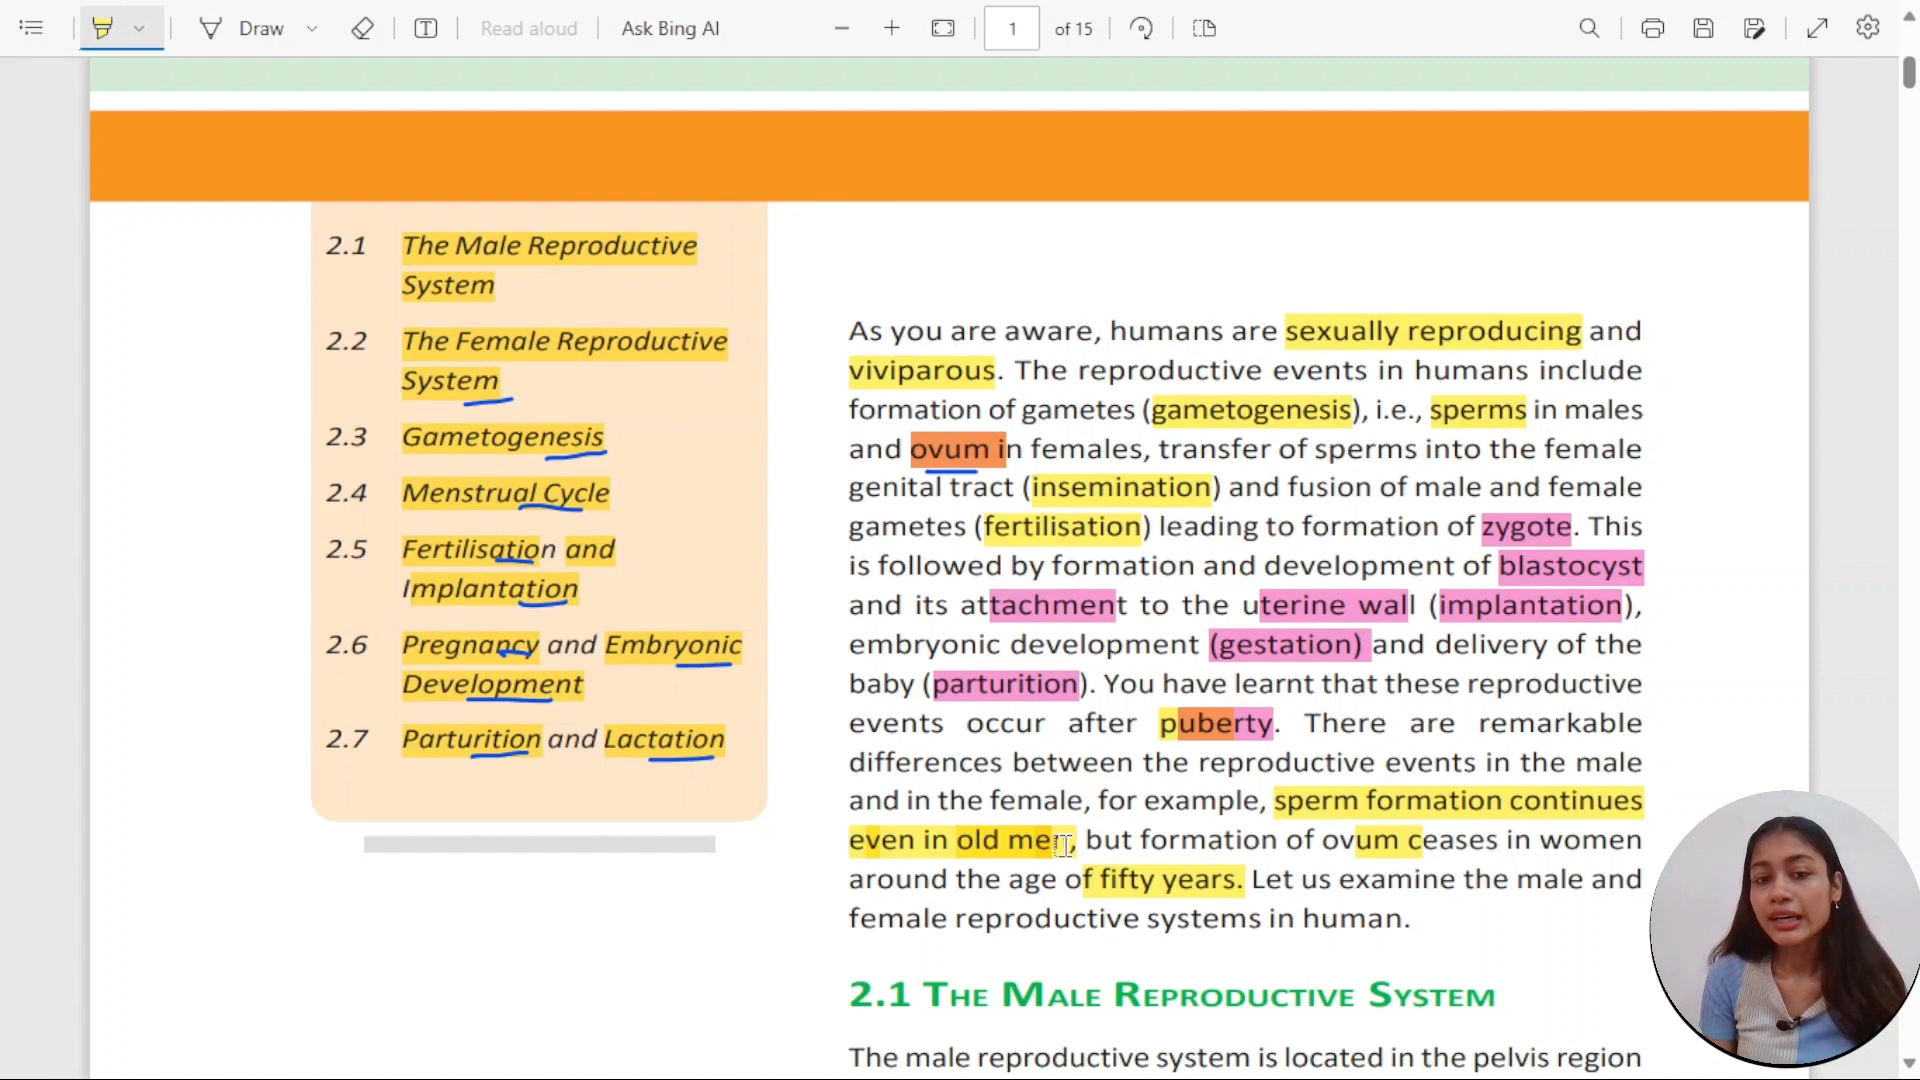 Draw
Read aloud
Ask Bing AI
1
of 15
2.1 The Male Reproductive
System
2.2 The Female Reproductive
System
2.3 Gametogenesis
2.4 Menstrual Cycle
2.5 Fertilisation and
Implantation
2.6 Pregnancy and Embryonic
Development
2.7 Parturition and Lactation
As you are aware, humans are sexually reproducing and
viviparous. The reproductive events in humans include
formation of gametes (gametogenesis), i.e., sperms in males
and ovum in females, transfer of sperms into the female
genital tract (insemination) and fusion of male and female
gametes (fertilisation) leading to formation of zygote. This
is followed by formation and development of blastocyst
and its attachment to the uterine wall (implantation),
embryonic development (gestation) and delivery of the
baby (parturition). You have learnt that these reproductive
events occur after puberty. There are remarkable
differences between the reproductive events in the male
and in the female, for example, sperm formation continues
even in old men, but formation of ovum ceases in women
around the age of fifty years. Let us examine the male and
female reproductive systems in human.
2.1 The Male Reproductive System
The male reproductive system is located in the pelvis region